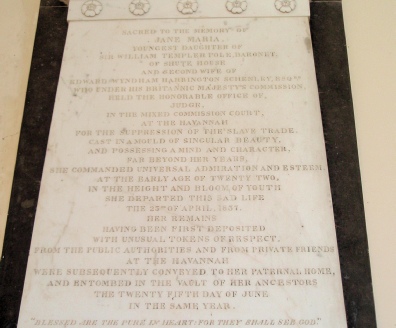 SACRED TO THE MEMORY OF
JANE MARIA,
YOUNGEST DAUGHTER OF
SIR WILLIAM TEMPLER POLE, BARONET,
OF SHUTE HOUSE
AND SECOND WIFE OF
EDWARD WYNDHAM HARRINGTON SCHENLEY, ESQRE
WHO UNDER HIS BRITANNIC MAJESTY'S COMMISSION,
HELD THE HONORABLE OFFICE OF,
JUDGE,
IN THE MIXED COMMISSION COURT,
AT THE HAVANNAH
FOR THE SUPPRESSION OF THE SLAVE TRADE.
CAST IN A MOULD OF SINGULAR BEAUTY,
AND POSSESSING A MIND AND CHARACTER,
FAR BEYOND HER YEARS,
SHE COMMANDED UNIVERSAL ADMIRATION AND ESTEEM.
AT THE EARLY AGE OF TWENTY TWO,
IN THE HEIGHT AND BLOOM, OF YOUTH
SHE DEPARTED THIS SAD LIFE
THE OF APRIL, 1837.
HER REMAINS
HAVING BEEN FIRST DEPOSITED
WITH UNUSUAL TOKENS OF RESPECT,
FROM THE PUBLIC AUTHORITIES AND FROM PRIVATE FRIENDS
AT THE HAVANNAH
WERE SUBSEQUENTLY CONVEYED TO HER PATERNAL HOME,
AND ENTOMBED IN THE VAULT OF HER ANCESTORS
THE TWENTY FIFTH DAY OF JUNE
IN THE SAME YEAR.
"BLESSED ARE THE PURE IN HEART: FOR THEY SHALL SEE GOD."